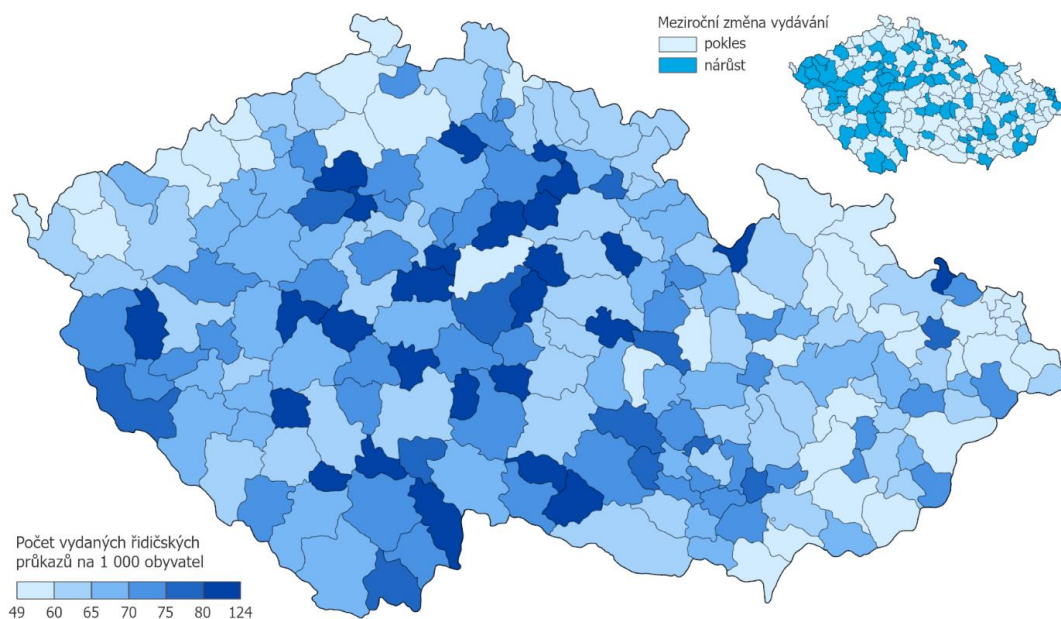 Meziroční změna vydávání
pokles
nárůst
Počet vydaných řidičských
průkazů na 1 000 obyvatel
49 60 65 70 75 80 124